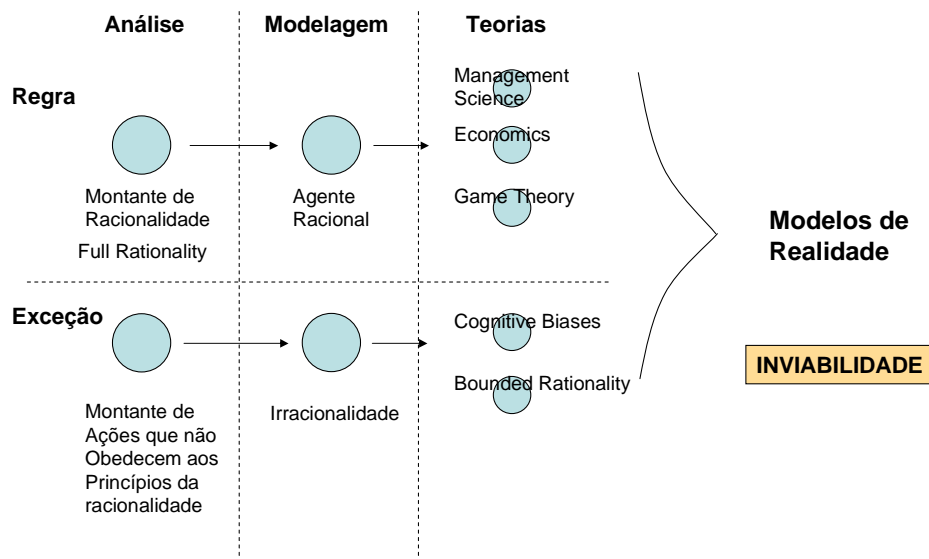 Análise
Modelagem
Teorias
Regra
Management
Science
Economics
Game Theory
Montante de
Racionalidade
Full Rationality
Agente
Racional
Modelos de
Realidade
Exceção
Cognitive Biases
Bounded Rationality
INVIABILIDADE
Montante de
Ações que não
Obedecem aos
Princípios da
racionalidade
Irracionalidade